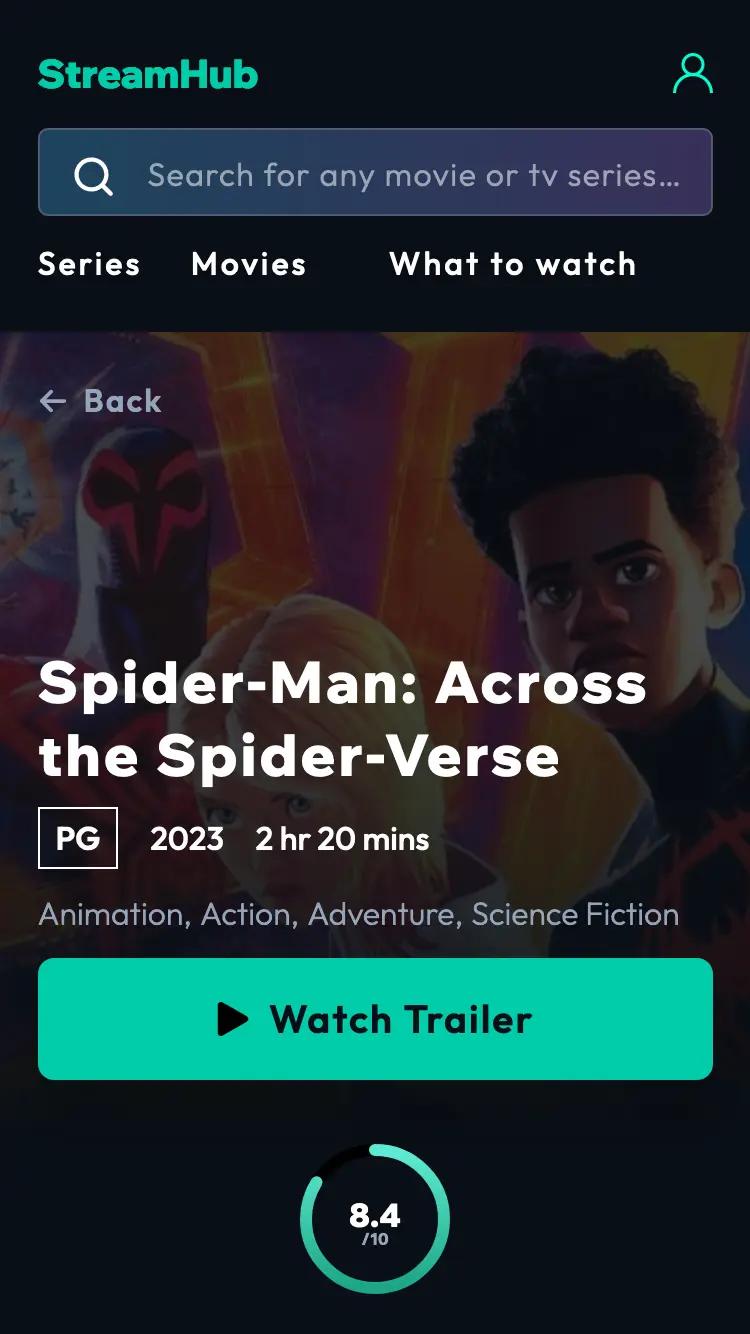 StreamHub
Search for any movie or tv series...
Series Movies What to watch
Back
Spider-Man: Across
the Spider-Verse
PG 2023 2 hr 20 mins
Animation, Action, Adventure, Science Fiction
Watch Trailer
8.4
/10